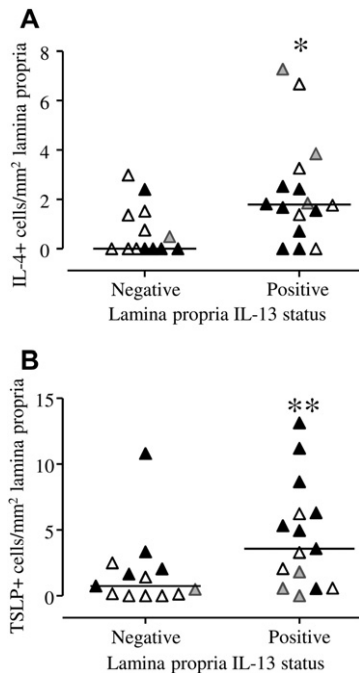 A
*
8
6
4
2
0
IL-4+ cells/mm² lamina propria
Negative Positive
Lamina propria IL-13 status
B
**
15
10
5
0
TSLP+ cells/mm² lamina propria
Negative Positive
Lamina propria IL-13 status